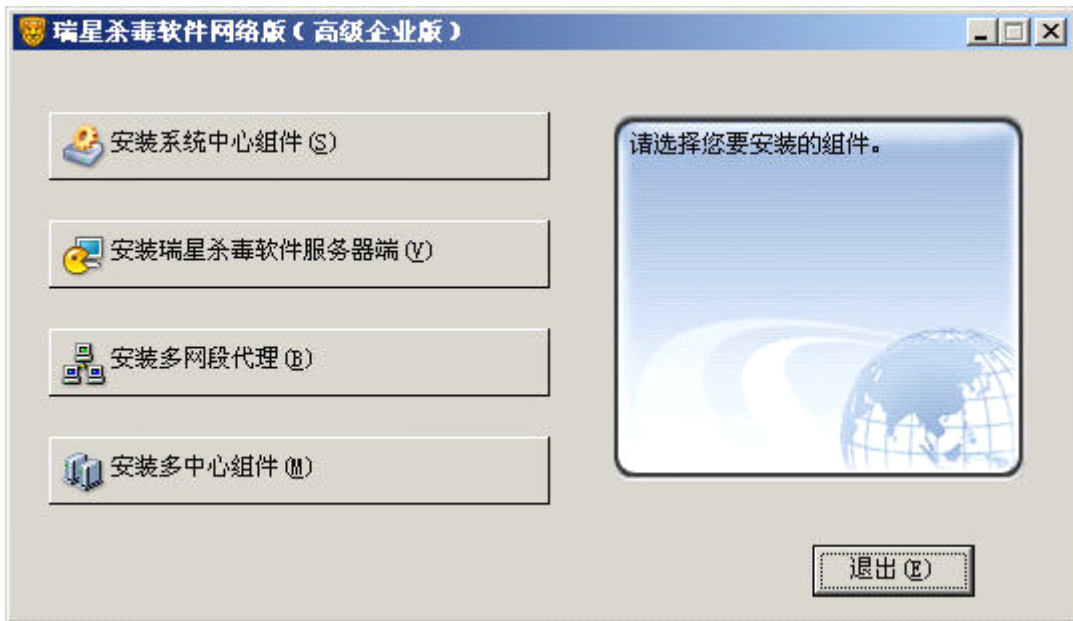 瑞星杀毒软件网络版（高级企业版）
安装系统中心组件(S)
请选择您要安装的组件。
安装瑞星杀毒软件服务器端(V)
安装多网段代理(B)
安装多中心组件(M)
退出(E)